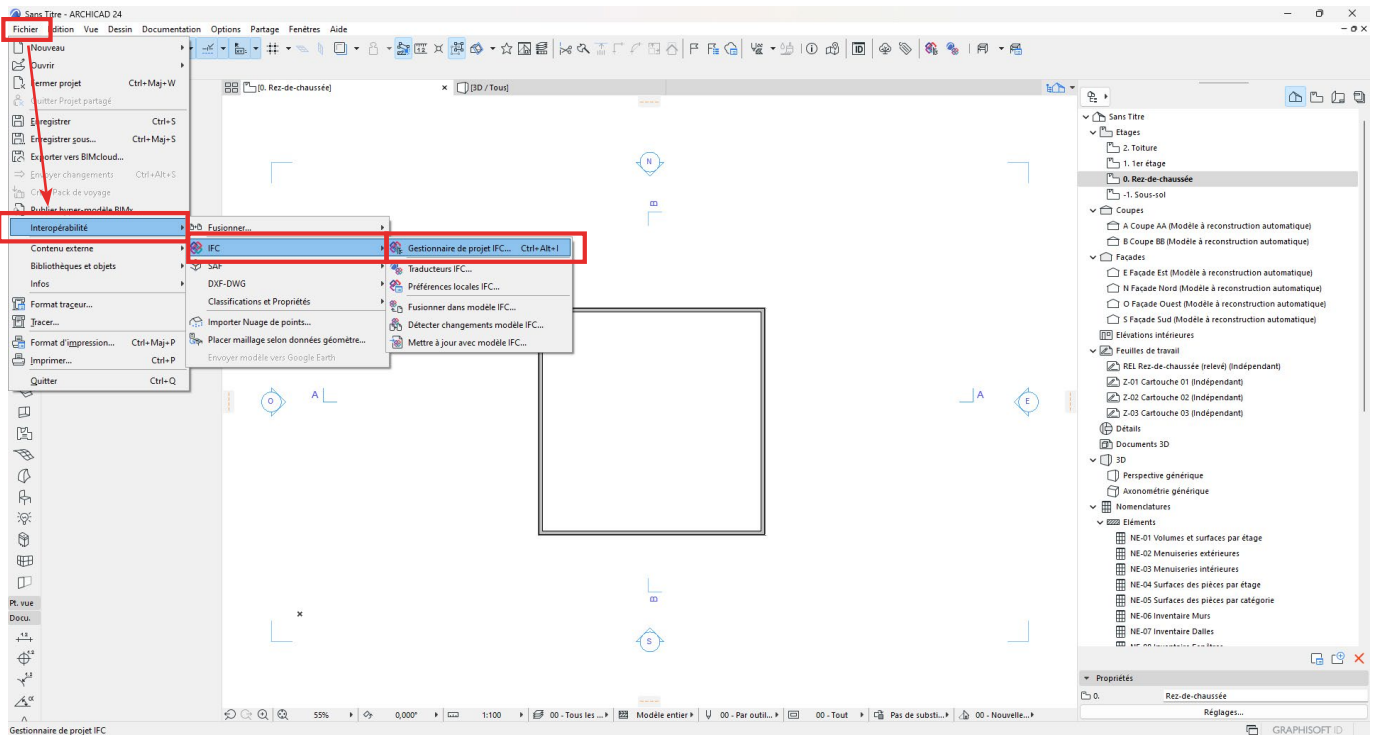 Sans Titre - ARCHICAD 24
Fichier Edition Vue Dessin Documentation Options Partage Fenêtres Aide
Nouveau
Ouvrir
Fermer projet Ctrl+Maj+W
Quitter Projet partagé
Enregistrer Ctrl+S
Enregistrer sous... Ctrl+Maj+S
Exporter vers BIMcloud...
Envoyer changements Ctrl+Alt+S
Créer Pack de voyage
Publier hyper-modèle BIMx
Interopérabilité
Contenu externe
Bibliothèques et objets
Infos
Format traceur...
Tracer...
Format d'impression... Ctrl+Maj+P
Imprimer... Ctrl+P
Quitter Ctrl+Q
Fusionner...
IFC
SAF
DXF-DWG
Classifications et Propriétés
Importer Nuage de points...
Placer maillage selon données géomètre...
Envoyer modèle vers Google Earth
Gestionnaire de projet IFC... Ctrl+Alt+I
Traducteurs IFC...
Préférences locales IFC...
Fusionner dans modèle IFC...
Détecter changements modèle IFC...
Mettre à jour avec modèle IFC...
[0. Rez-de-chaussée]
[3D / Tous]
N
B
O
A
A
E
B
S
Pt. vue
Docu.
Sans Titre
Etages
2. Toiture
1. 1er étage
0. Rez-de-chaussée
-1. Sous-sol
Coupes
A Coupe AA (Modèle à reconstruction automatique)
B Coupe BB (Modèle à reconstruction automatique)
Façades
E Façade Est (Modèle à reconstruction automatique)
N Façade Nord (Modèle à reconstruction automatique)
O Façade Ouest (Modèle à reconstruction automatique)
S Façade Sud (Modèle à reconstruction automatique)
Elévations intérieures
Feuilles de travail
REL Rez-de-chaussée (relevé) (Indépendant)
Z-01 Cartouche 01 (Indépendant)
Z-02 Cartouche 02 (Indépendant)
Z-03 Cartouche 03 (Indépendant)
Détails
Documents 3D
3D
Perspective générique
Axonométrie générique
Nomenclatures
Eléments
NE-01 Volumes et surfaces par étage
NE-02 Menuiseries extérieures
NE-03 Menuiseries intérieures
NE-04 Surfaces des pièces par étage
NE-05 Surfaces des pièces par catégorie
NE-06 Inventaire Murs
NE-07 Inventaire Dalles
Propriétés
0. Rez-de-chaussée
Réglages...
55% 0,000° 1:100 00 - Tous les ... Modèle entier 00 - Par outil... 00 - Tout Pas de substi... 00 - Nouvelle...
Gestionnaire de projet IFC
GRAPHISOFT ID